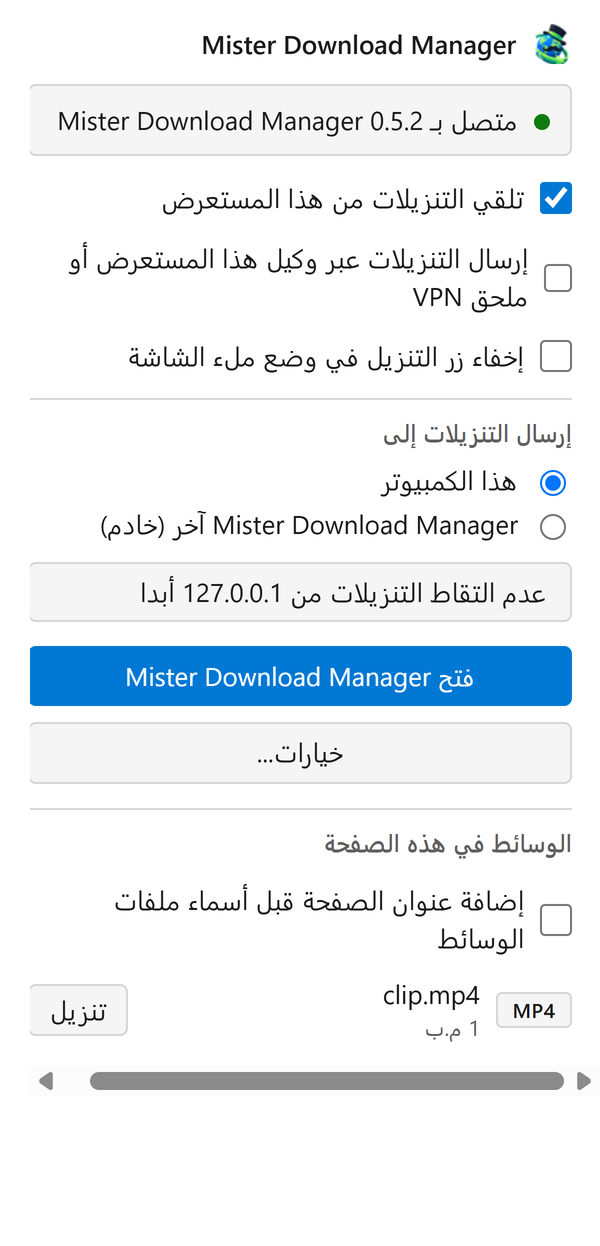 Mister Download Manager
متصل بـ Mister Download Manager 0.5.2
تلقي التنزيلات من هذا المستعرض
إرسال التنزيلات عبر وكيل هذا المستعرض أو
ملحق VPN
إخفاء زر التنزيل في وضع ملء الشاشة
إرسال التنزيلات إلى
هذا الكمبيوتر
Mister Download Manager آخر (خادم)
عدم التقاط التنزيلات من 127.0.0.1 أبدا
فتح Mister Download Manager
خيارات...
الوسائط في هذه الصفحة
إضافة عنوان الصفحة قبل أسماء ملفات
الوسائط
MP4
clip.mp4
1 م.ب
تنزيل